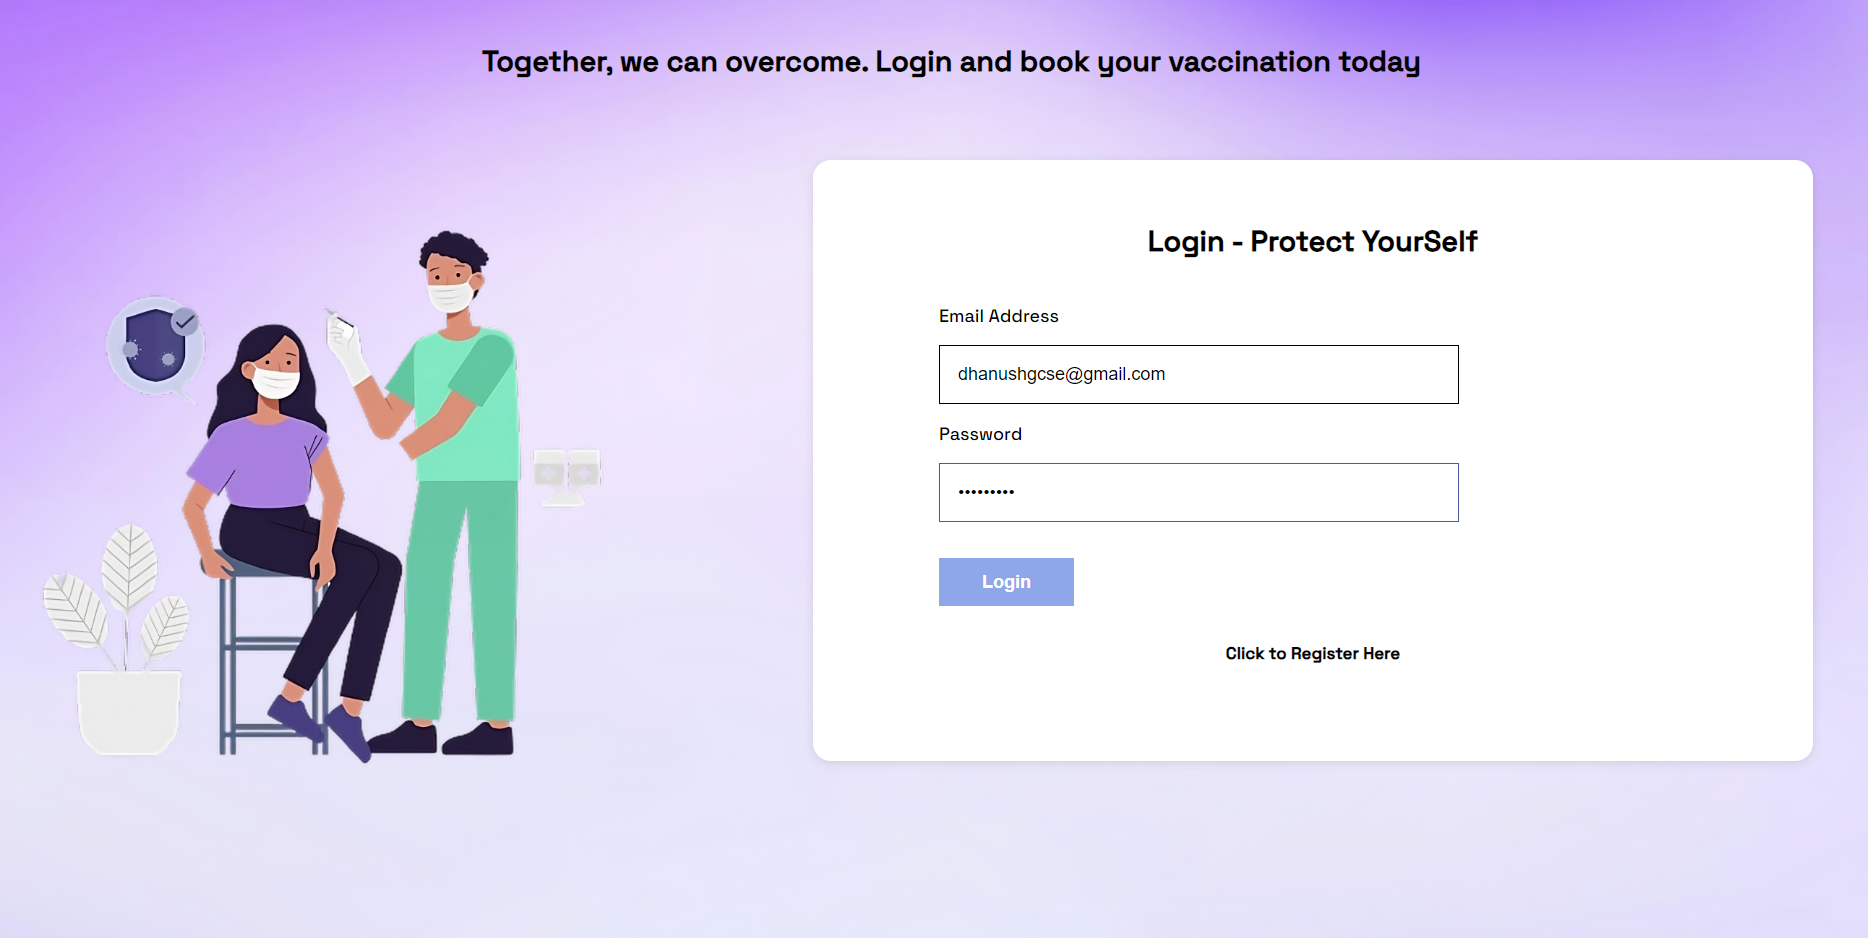 Together, we can overcome. Login and book your vaccination today
Login - Protect YourSelf
Email Address
dhanushgcse@gmail.com
Password
•••••••••
Login
Click to Register Here